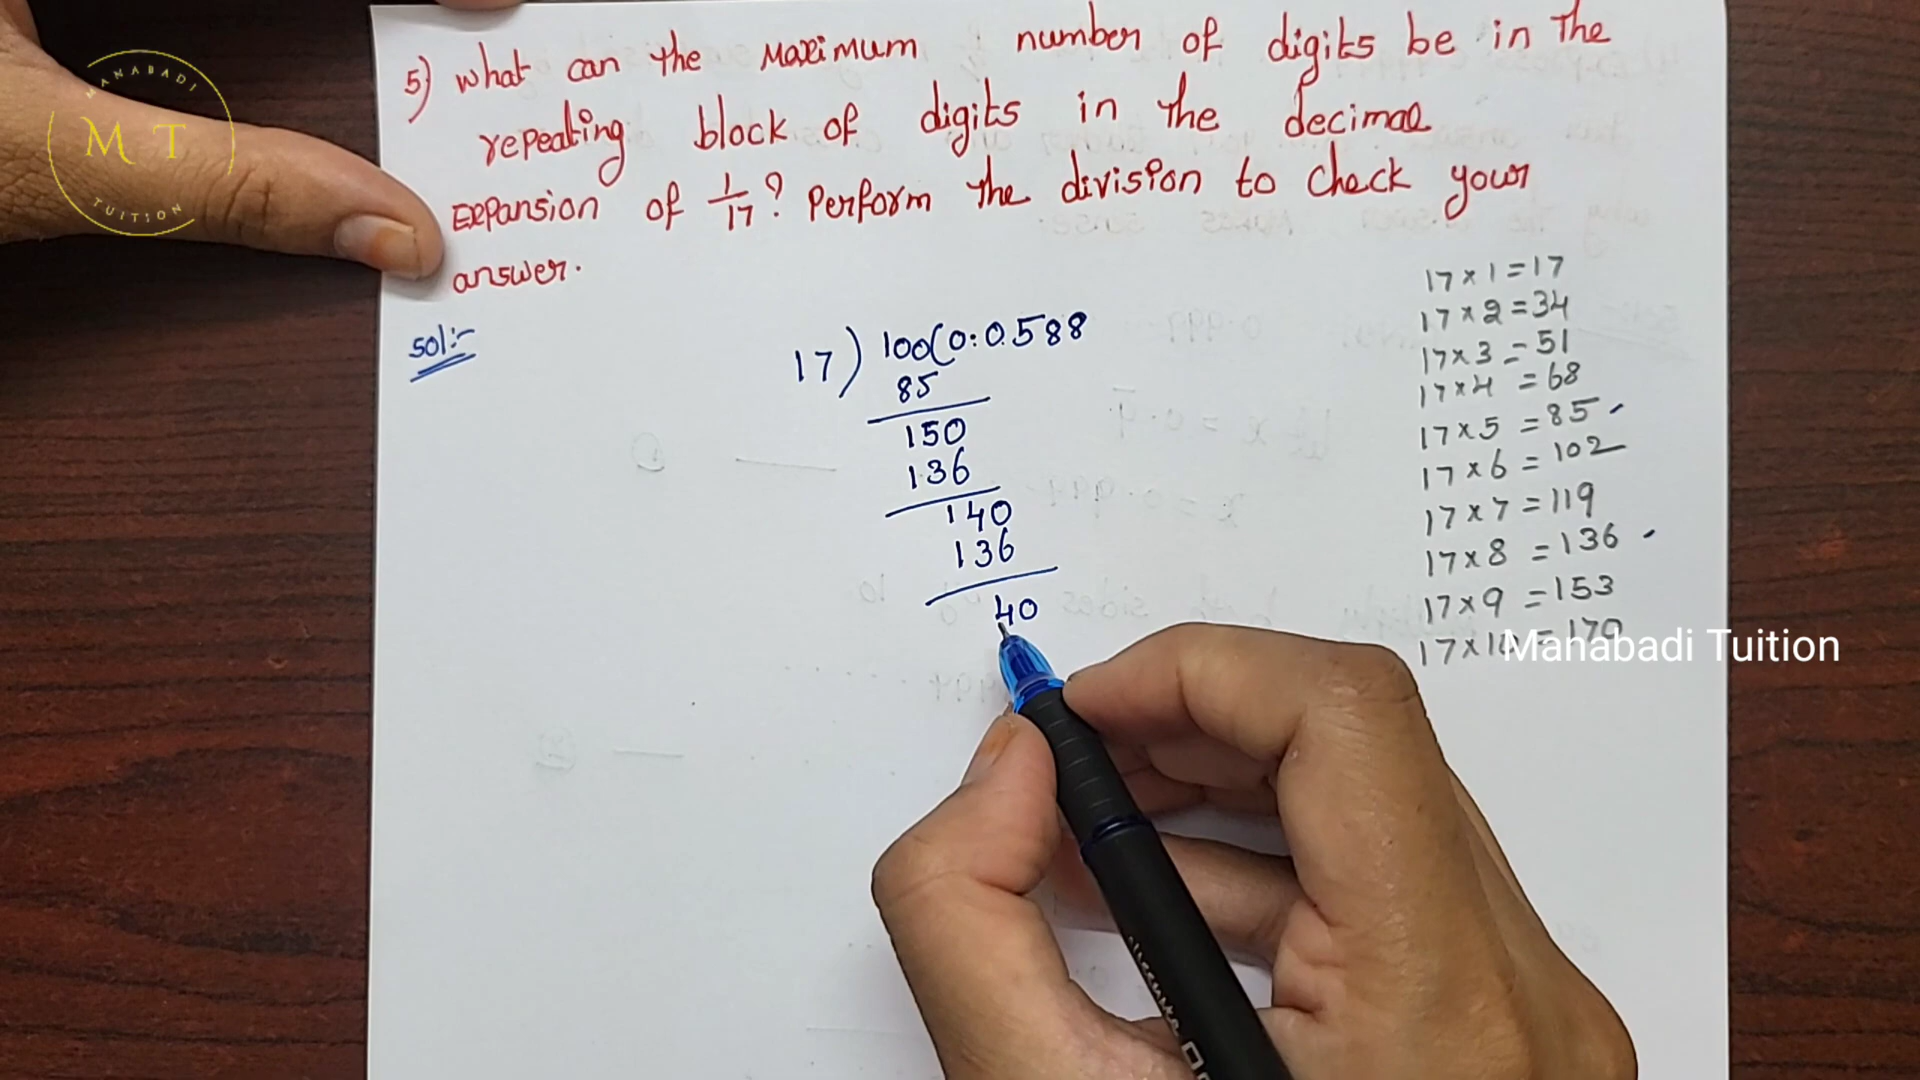 MANABADI
M T
TUITION
5) What can the Maximum number of digits be in the
repeating block of digits in the decimal
Expansion of 1/17? Perform the division to check your
answer.
Sol:-
17) 100(0.0588
85
150
136
140
136
40
17 x 1 = 17
17 x 2 = 34
17 x 3 = 51
17 x 4 = 68
17 x 5 = 85
17 x 6 = 102
17 x 7 = 119
17 x 8 = 136
17 x 9 = 153
17 x 10 = 170
Manabadi Tuition